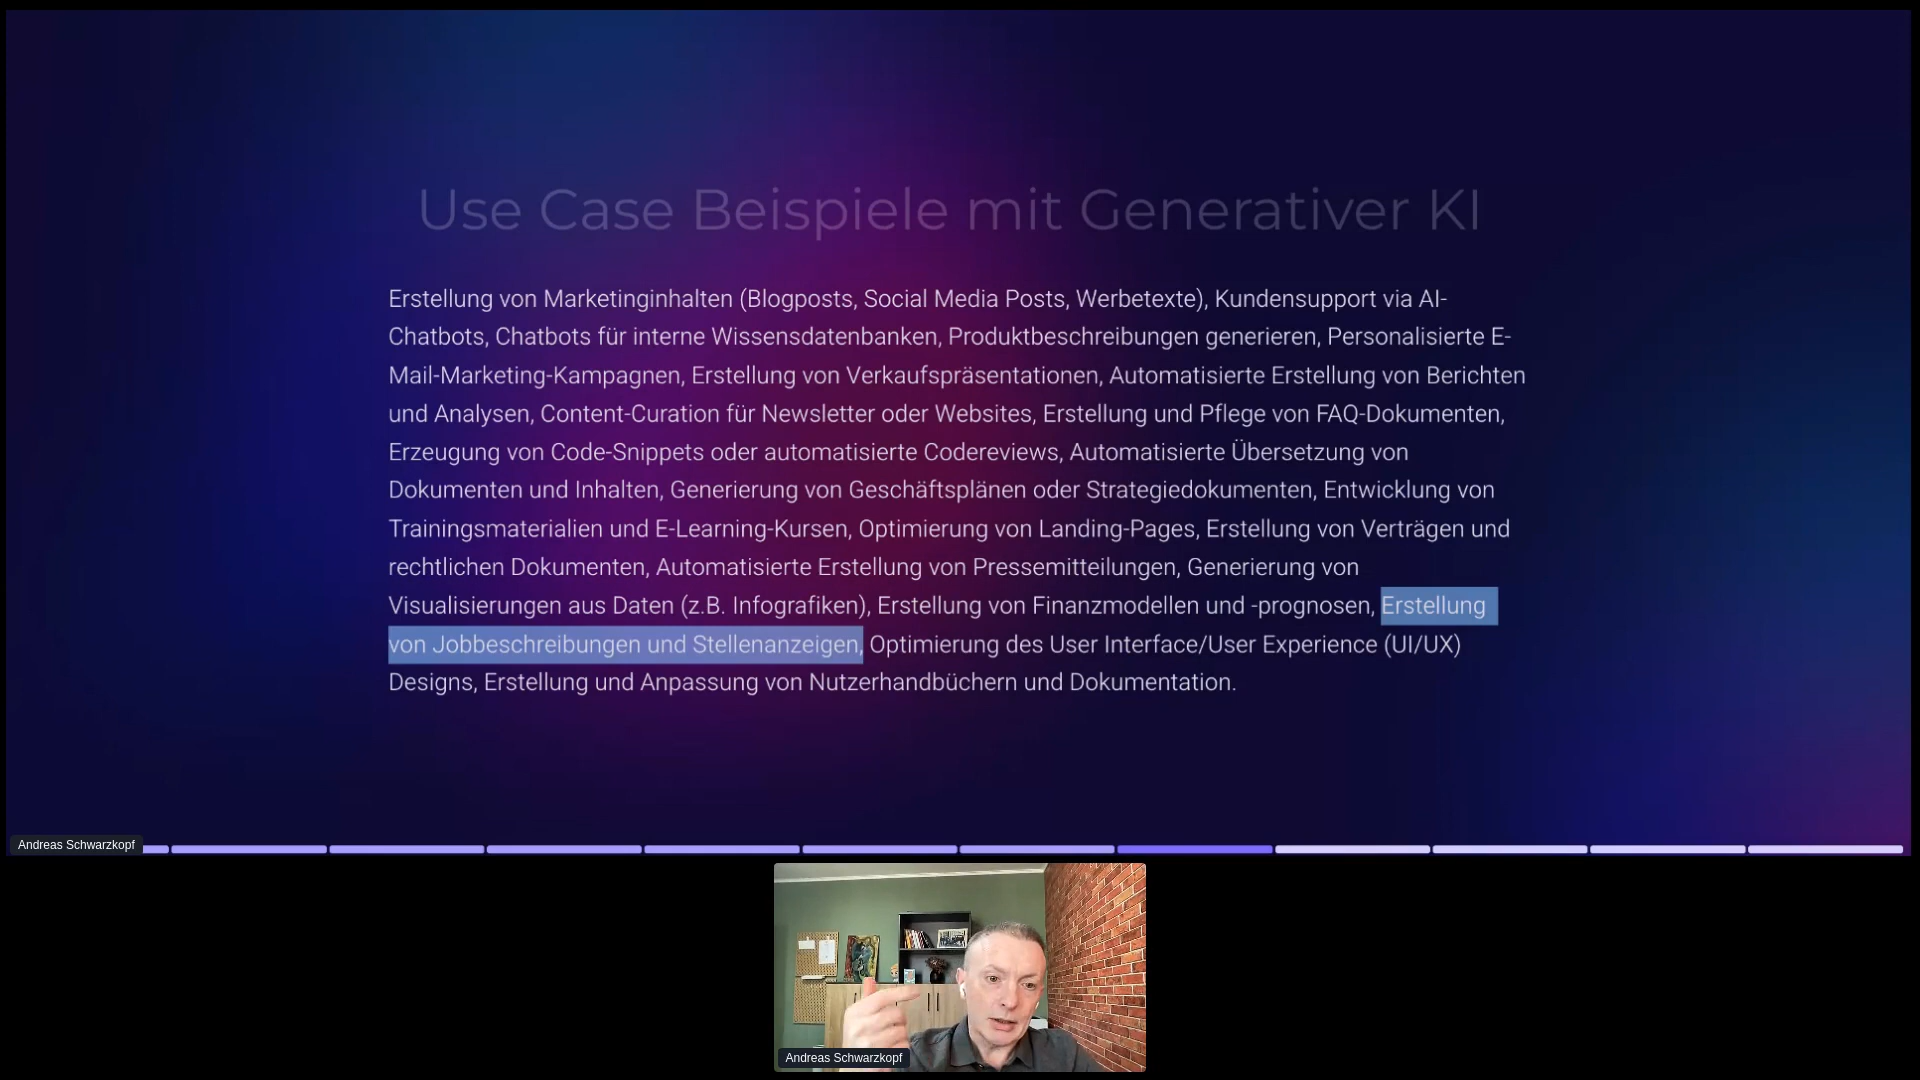 Use Case Beispiele mit Generativer KI
Erstellung von Marketinginhalten (Blogposts, Social Media Posts, Werbetexte), Kundensupport via AI-
Chatbots, Chatbots für interne Wissensdatenbanken, Produktbeschreibungen generieren, Personalisierte E-
Mail-Marketing-Kampagnen, Erstellung von Verkaufspräsentationen, Automatisierte Erstellung von Berichten
und Analysen, Content-Curation für Newsletter oder Websites, Erstellung und Pflege von FAQ-Dokumenten,
Erzeugung von Code-Snippets oder automatisierte Codereviews, Automatisierte Übersetzung von
Dokumenten und Inhalten, Generierung von Geschäftsplänen oder Strategiedokumenten, Entwicklung von
Trainingsmaterialien und E-Learning-Kursen, Optimierung von Landing-Pages, Erstellung von Verträgen und
rechtlichen Dokumenten, Automatisierte Erstellung von Pressemitteilungen, Generierung von
Visualisierungen aus Daten (z.B. Infografiken), Erstellung von Finanzmodellen und -prognosen, Erstellung
von Jobbeschreibungen und Stellenanzeigen, Optimierung des User Interface/User Experience (UI/UX)
Designs, Erstellung und Anpassung von Nutzerhandbüchern und Dokumentation.
Andreas Schwarzkopf
Andreas Schwarzkopf